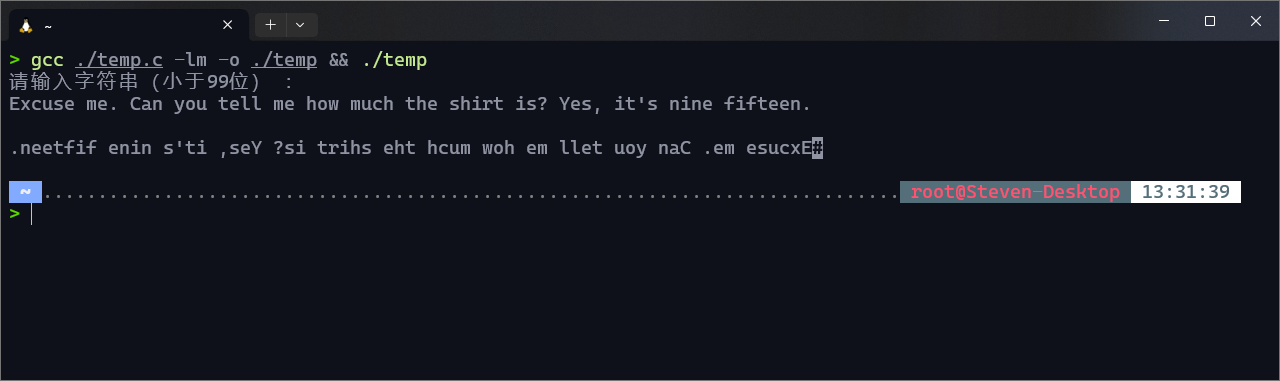 ~
> gcc ./temp.c -lm -o ./temp && ./temp
请输入字符串（小于99位） ：
Excuse me. Can you tell me how much the shirt is? Yes, it's nine fifteen.
.neetfif enin s'ti ,seY ?si trihs eht hcum woh em llet uoy naC .em esucxE#
~ .............................................................................. root@Steven-Desktop 13:31:39
>